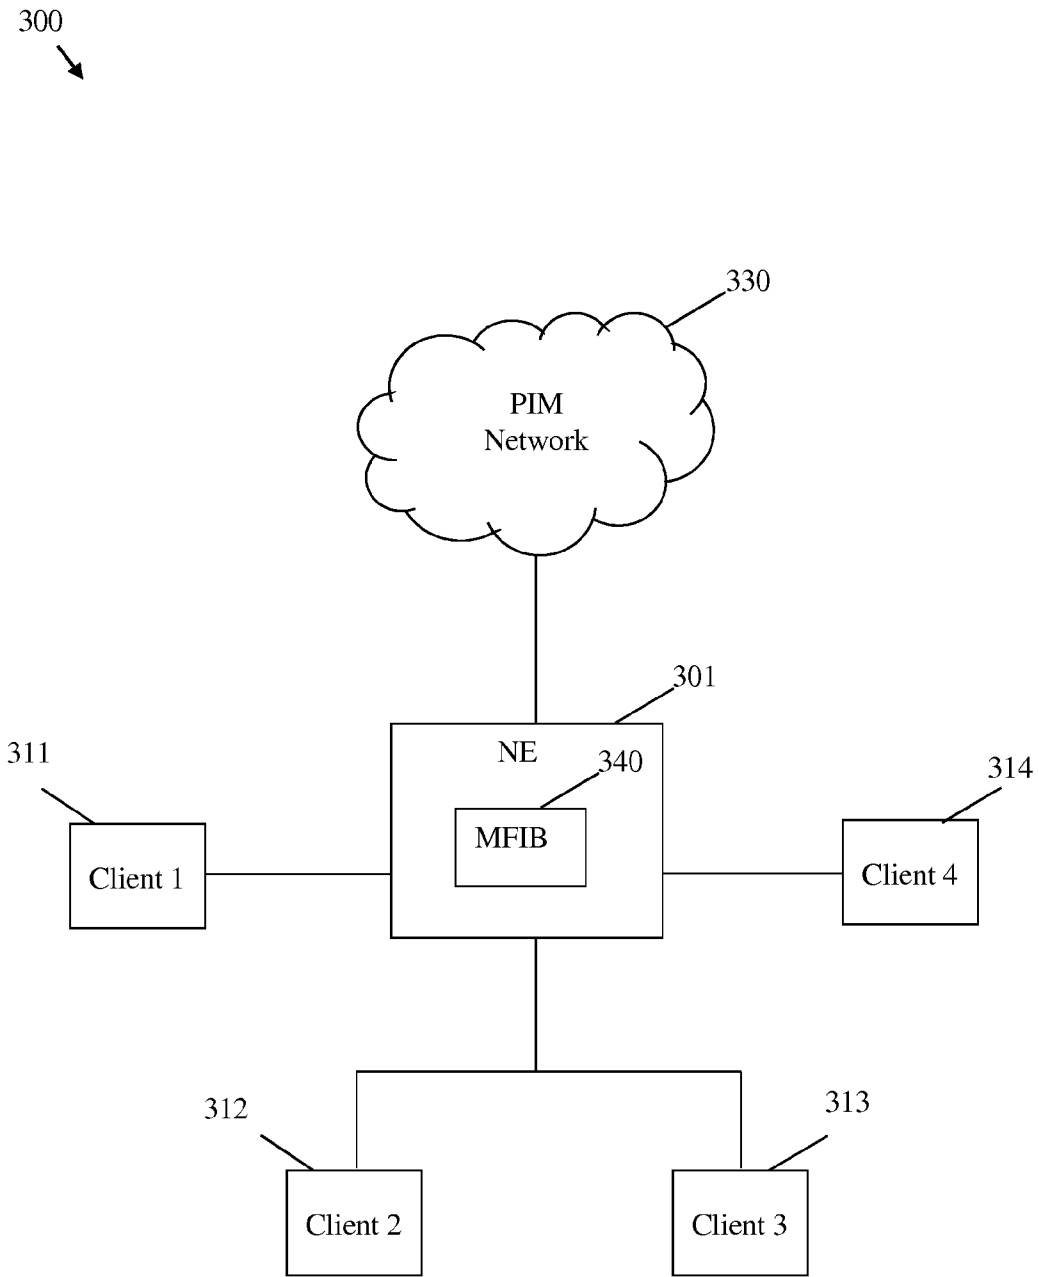 300
330
PIM
Network
301
NE
340
MFIB
311
Client 1
314
Client 4
312
Client 2
313
Client 3